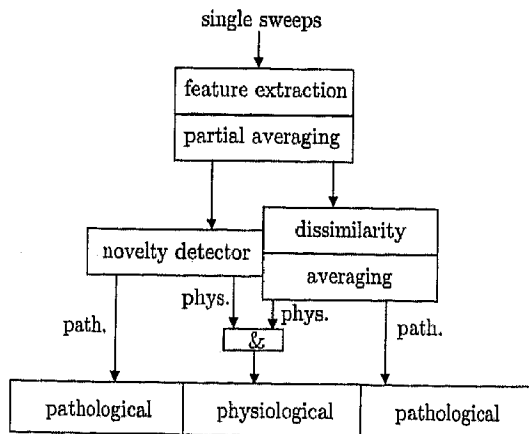 single sweeps
feature extraction
partial averaging
novelty detector
dissimilarity
averaging
path.
phys.
phys.
path.
&
pathological
physiological
pathological